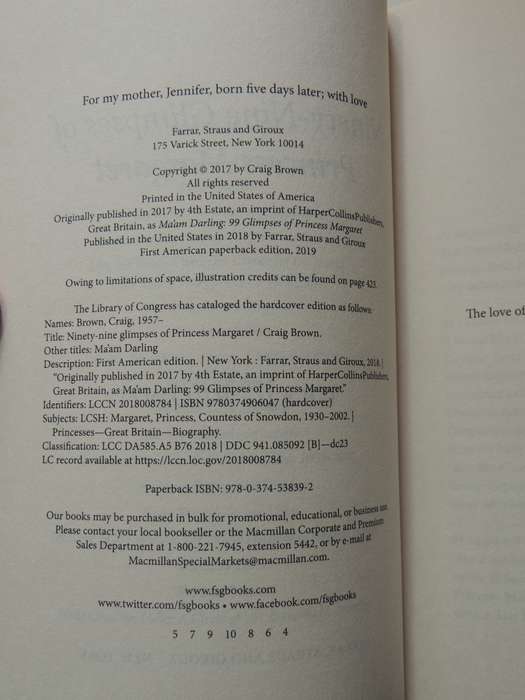 For my mother, Jennifer, born five days later; with love
Farrar, Straus and Giroux
175 Varick Street, New York 10014
Copyright © 2017 by Craig Brown
All rights reserved
Printed in the United States of America
Originally published in 2017 by 4th Estate, an imprint of HarperCollinsPublishers,
Great Britain, as Ma'am Darling: 99 Glimpses of Princess Margaret
Published in the United States in 2018 by Farrar, Straus and Giroux
First American paperback edition, 2019
Owing to limitations of space, illustration credits can be found on page 423.
The Library of Congress has cataloged the hardcover edition as follows:
Names: Brown, Craig, 1957–
Title: Ninety-nine glimpses of Princess Margaret / Craig Brown.
Other titles: Ma'am Darling
Description: First American edition. | New York : Farrar, Straus and Giroux, 2018. |
"Originally published in 2017 by 4th Estate, an imprint of HarperCollinsPublishers,
Great Britain, as Ma'am Darling: 99 Glimpses of Princess Margaret."
Identifiers: LCCN 2018008784 | ISBN 9780374906047 (hardcover)
Subjects: LCSH: Margaret, Princess, Countess of Snowdon, 1930–2002. |
Princesses—Great Britain—Biography.
Classification: LCC DA585.A5 B76 2018 | DDC 941.085092 [B]—dc23
LC record available at https://lccn.loc.gov/2018008784
Paperback ISBN: 978-0-374-53839-2
Our books may be purchased in bulk for promotional, educational, or business use.
Please contact your local bookseller or the Macmillan Corporate and Premium
Sales Department at 1-800-221-7945, extension 5442, or by e-mail at
MacmillanSpecialMarkets@macmillan.com.
www.fsgbooks.com
www.twitter.com/fsgbooks • www.facebook.com/fsgbooks
5 7 9 10 8 6 4
The love of